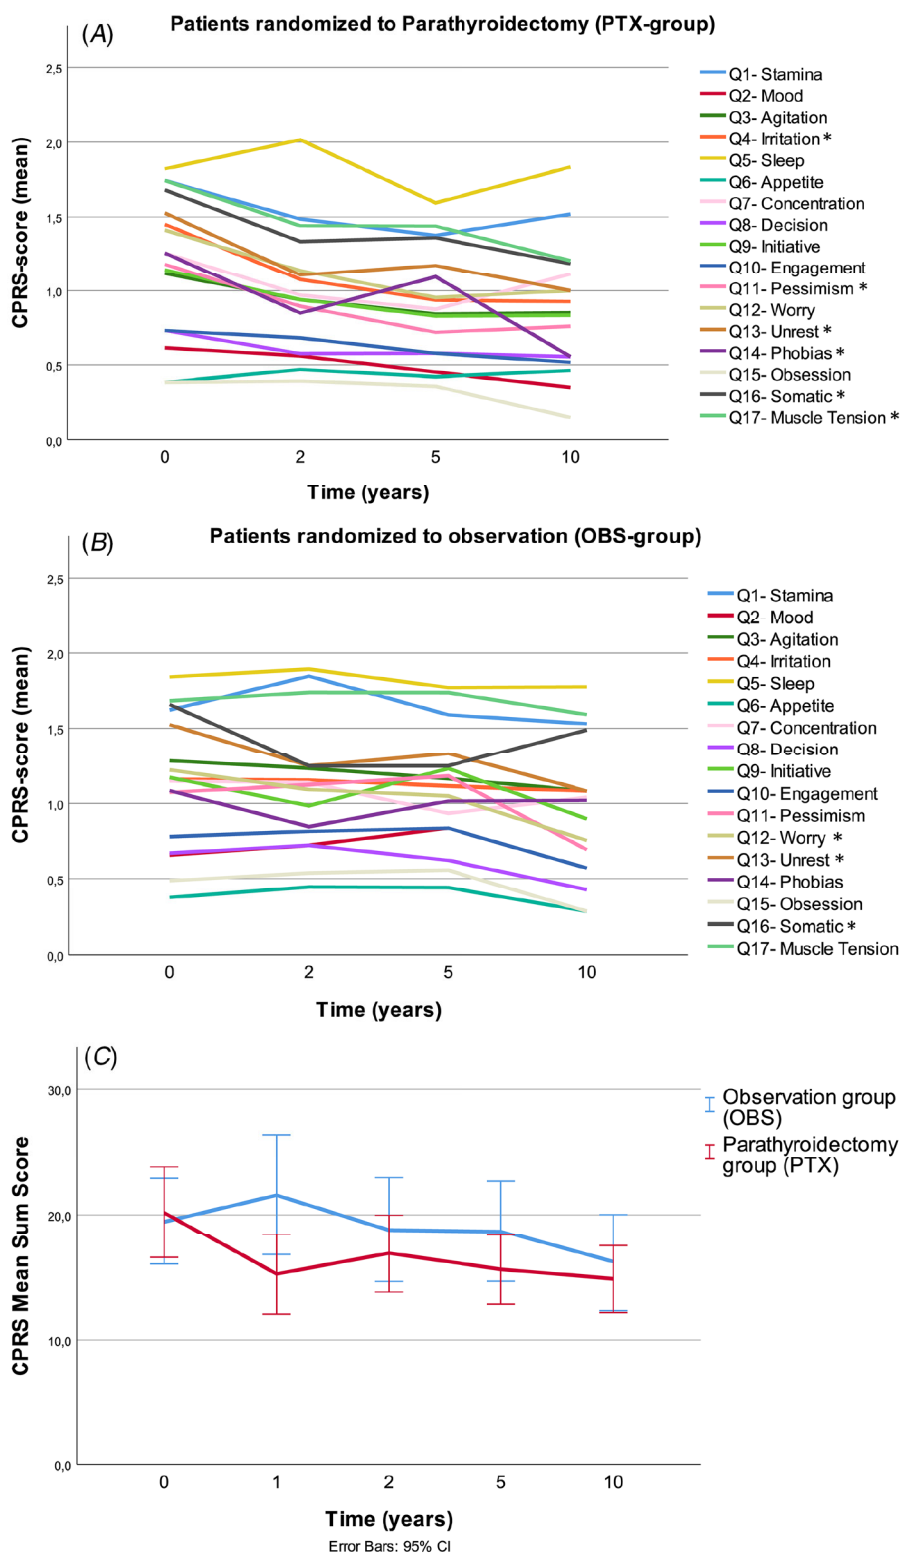 (A)
Patients randomized to Parathyroidectomy (PTX-group)
CPRS-score (mean)
2,5
2,0
1,5
1,0
0,5
0,0
0 2 5 10
Time (years)
Q1- Stamina
Q2- Mood
Q3- Agitation
Q4- Irritation *
Q5- Sleep
Q6- Appetite
Q7- Concentration
Q8- Decision
Q9- Initiative
Q10- Engagement
Q11- Pessimism *
Q12- Worry
Q13- Unrest *
Q14- Phobias *
Q15- Obsession
Q16- Somatic *
Q17- Muscle Tension *
(B)
Patients randomized to observation (OBS-group)
CPRS-score (mean)
2,5
2,0
1,5
1,0
0,5
0,0
0 2 5 10
Time (years)
Q1- Stamina
Q2- Mood
Q3- Agitation
Q4- Irritation
Q5- Sleep
Q6- Appetite
Q7- Concentration
Q8- Decision
Q9- Initiative
Q10- Engagement
Q11- Pessimism
Q12- Worry *
Q13- Unrest *
Q14- Phobias
Q15- Obsession
Q16- Somatic *
Q17- Muscle Tension
(C)
CPRS Mean Sum Score
30,0
20,0
10,0
0,0
0 1 2 5 10
Time (years)
Error Bars: 95% CI
Observation group
(OBS)
Parathyroidectomy
group (PTX)